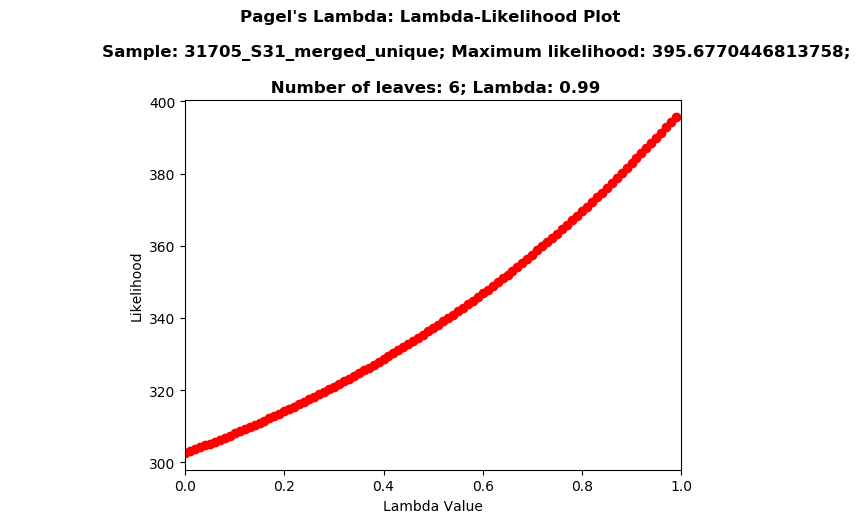 Pagel's Lambda: Lambda-Likelihood Plot
Sample: 31705_S31_merged_unique; Maximum likelihood: 395.6770446813758;
Number of leaves: 6; Lambda: 0.99
400
380
360
340
320
300
Likelihood
0.0 0.2 0.4 0.6 0.8 1.0
Lambda Value